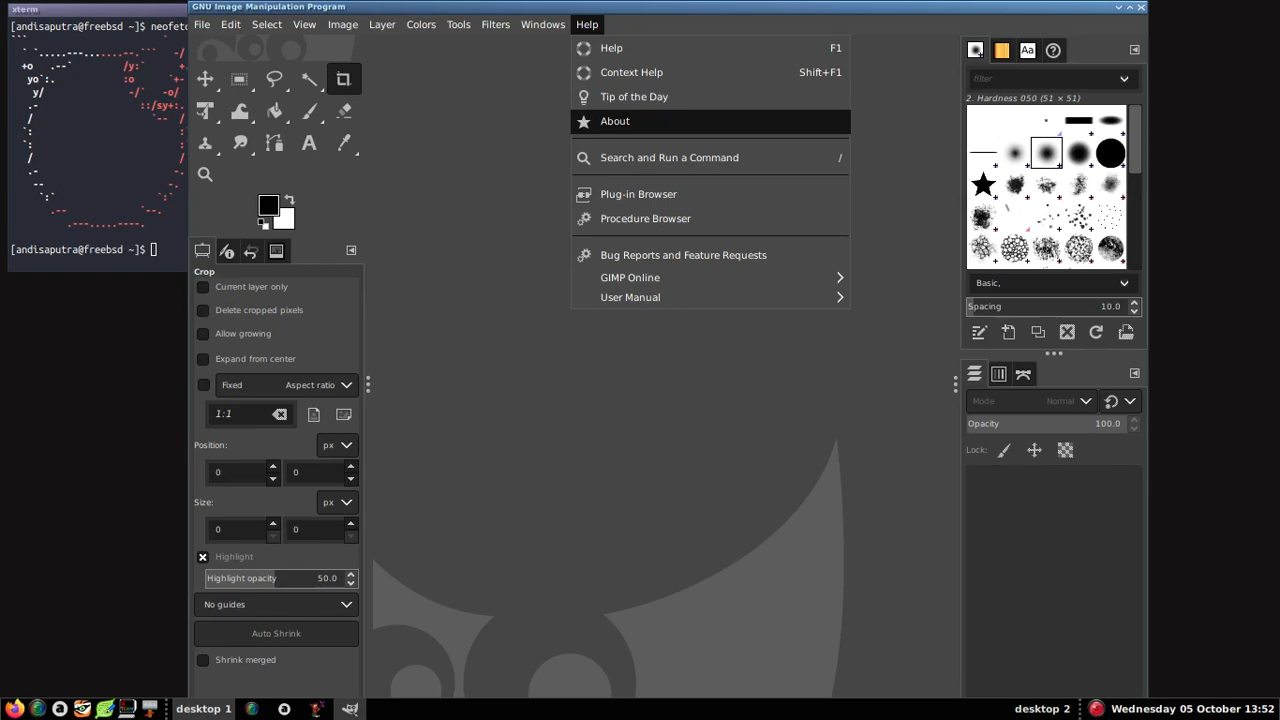 xterm
[andisaputra@freebsd ~]$ neofetc
[andisaputra@freebsd ~]$
GNU Image Manipulation Program
File Edit Select View Image Layer Colors Tools Filters Windows Help
Help F1
Context Help Shift+F1
Tip of the Day
About
Search and Run a Command /
Plug-in Browser
Procedure Browser
Bug Reports and Feature Requests
GIMP Online
User Manual
Crop
Current layer only
Delete cropped pixels
Allow growing
Expand from center
Fixed Aspect ratio
1:1
Position: px
0 0
Size: px
0 0
Highlight
Highlight opacity 50.0
No guides
Auto Shrink
Shrink merged
filter
2. Hardness 050 (51 × 51)
Basic,
Spacing 10.0
Mode Normal
Opacity 100.0
Lock:
desktop 1
desktop 2
Wednesday 05 October 13:52